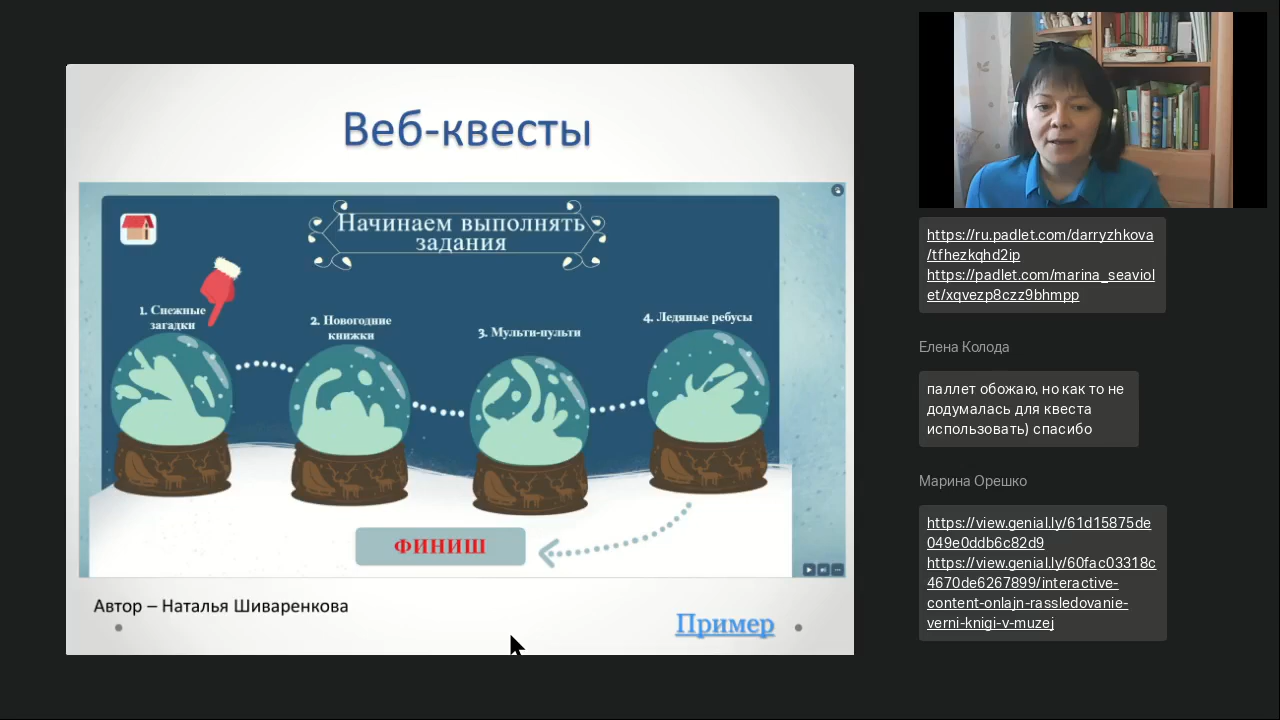 Веб-квесты
Начинаем выполнять
задания
1. Снежные
загадки
2. Новогодние
книжки
3. Мульти-пульти
4. Ледяные ребусы
ФИНИШ
Автор – Наталья Шиваренкова
Пример
https://ru.padlet.com/darryzhkova
/tfhezkqhd2ip
https://padlet.com/marina_seaviol
et/xqvezp8czz9bhmpp
Елена Колода
паллет обожаю, но как то не
додумалась для квеста
использовать) спасибо
Марина Орешко
https://view.genial.ly/61d15875de
049e0ddb6c82d9
https://view.genial.ly/60fac03318c
4670de6267899/interactive-
content-onlajn-rassledovanie-
verni-knigi-v-muzej